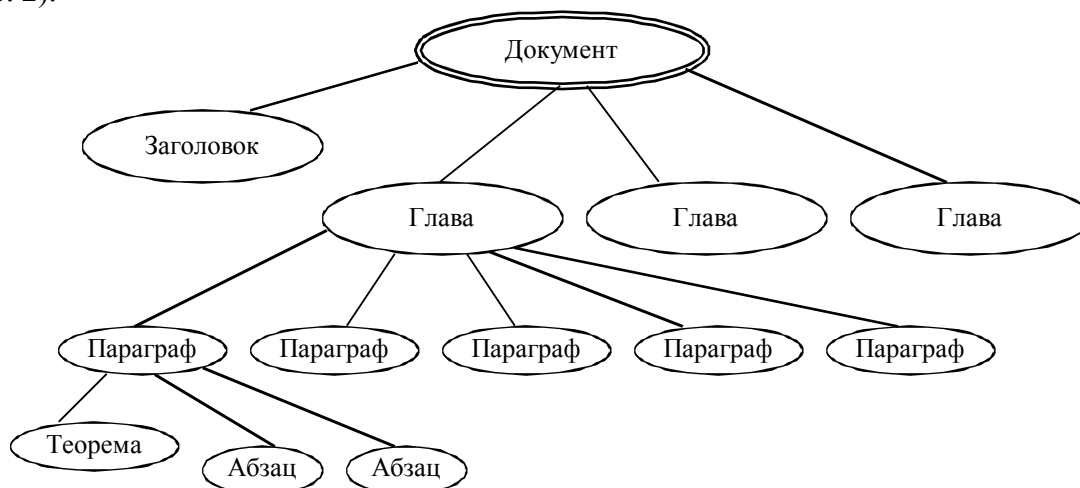 Документ
Заголовок
Глава Глава Глава
Параграф Параграф Параграф Параграф Параграф
Теорема Абзац Абзац